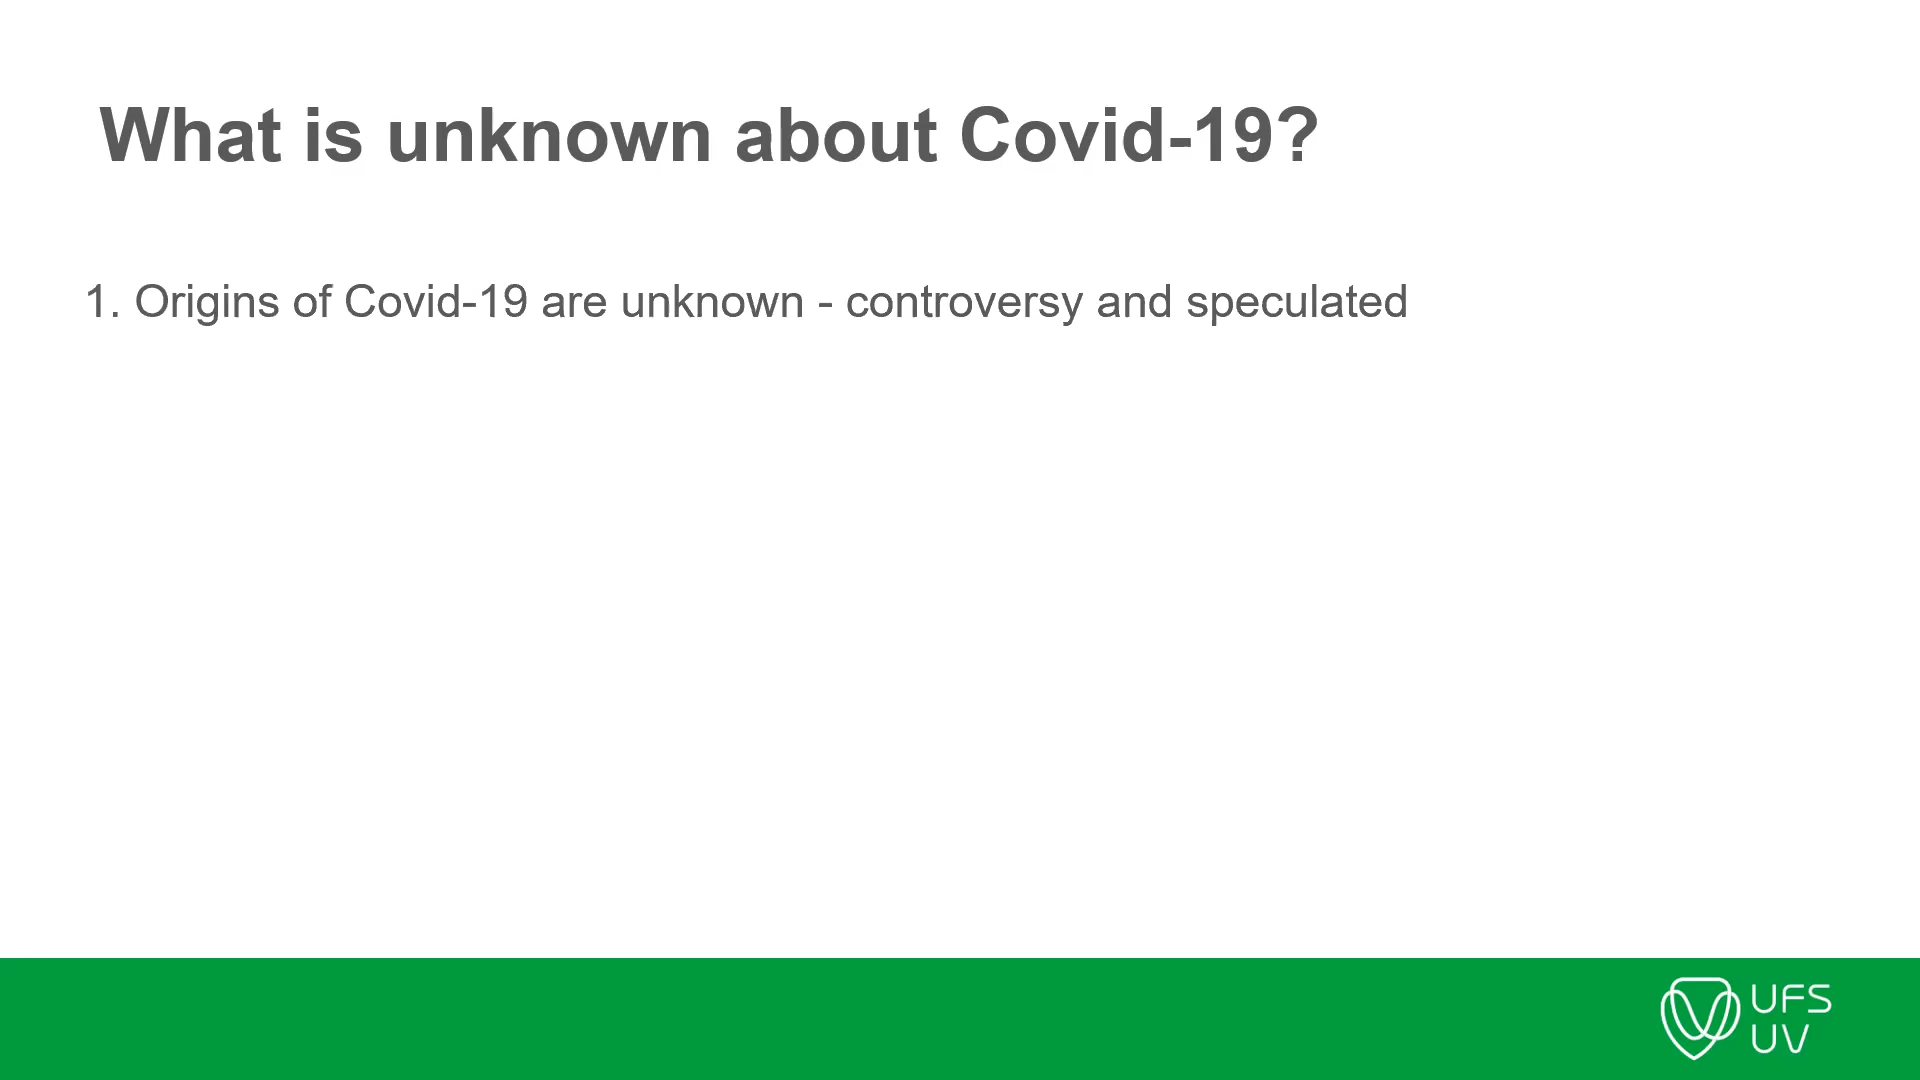 What is unknown about Covid-19?
1. Origins of Covid-19 are unknown - controversy and speculated
UFS
UV